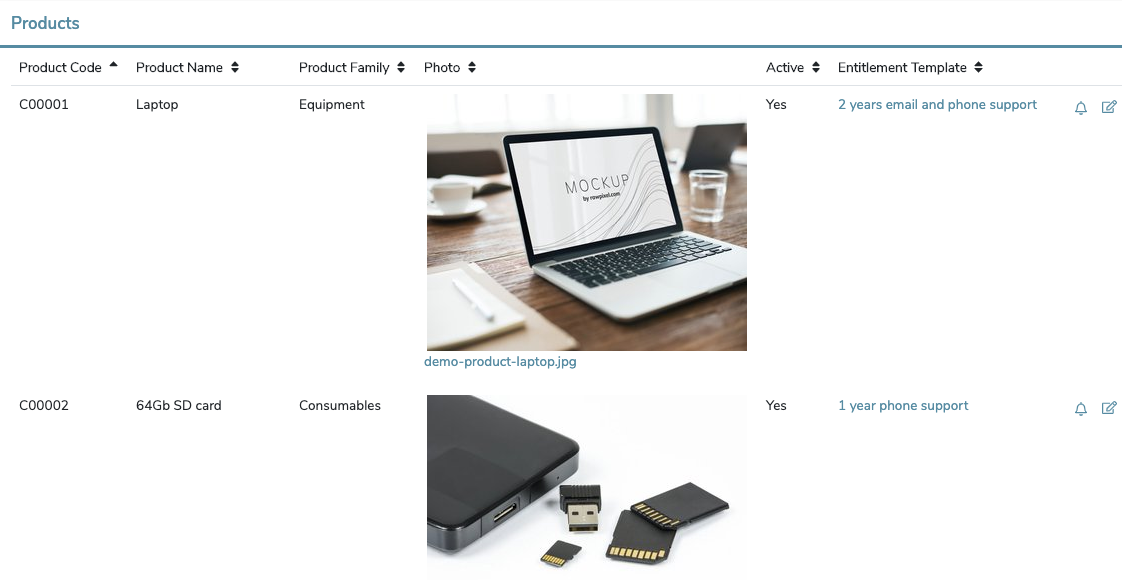 Products
Product Code Product Name Product Family Photo Active Entitlement Template
C00001 Laptop Equipment Yes 2 years email and phone support
MOCKUP
by rawpixel.com
demo-product-laptop.jpg
C00002 64Gb SD card Consumables Yes 1 year phone support